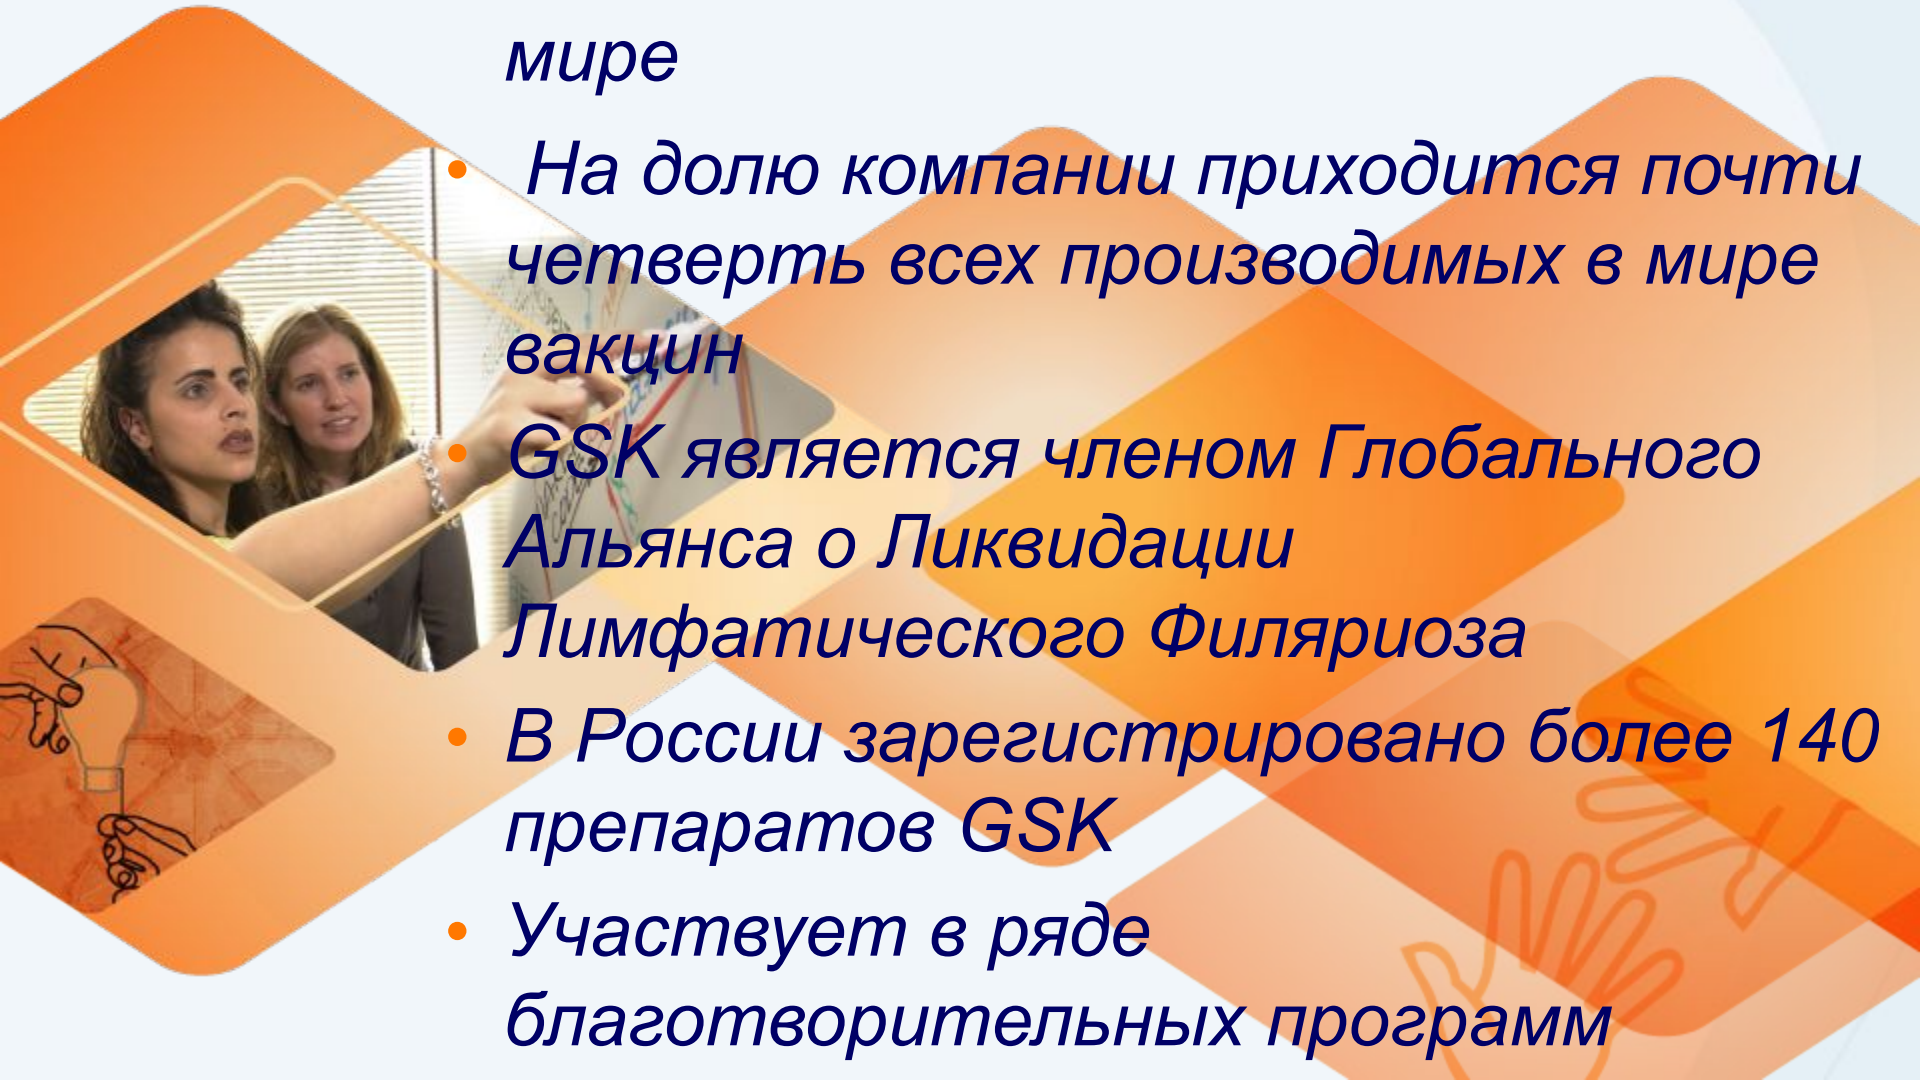 мире
• На долю компании приходится почти
четверть всех производимых в мире
вакцин
• GSK является членом Глобального
Альянса о Ликвидации
Лимфатического Филяриоза
• В России зарегистрировано более 140
препаратов GSK
• Участвует в ряде
благотворительных программ